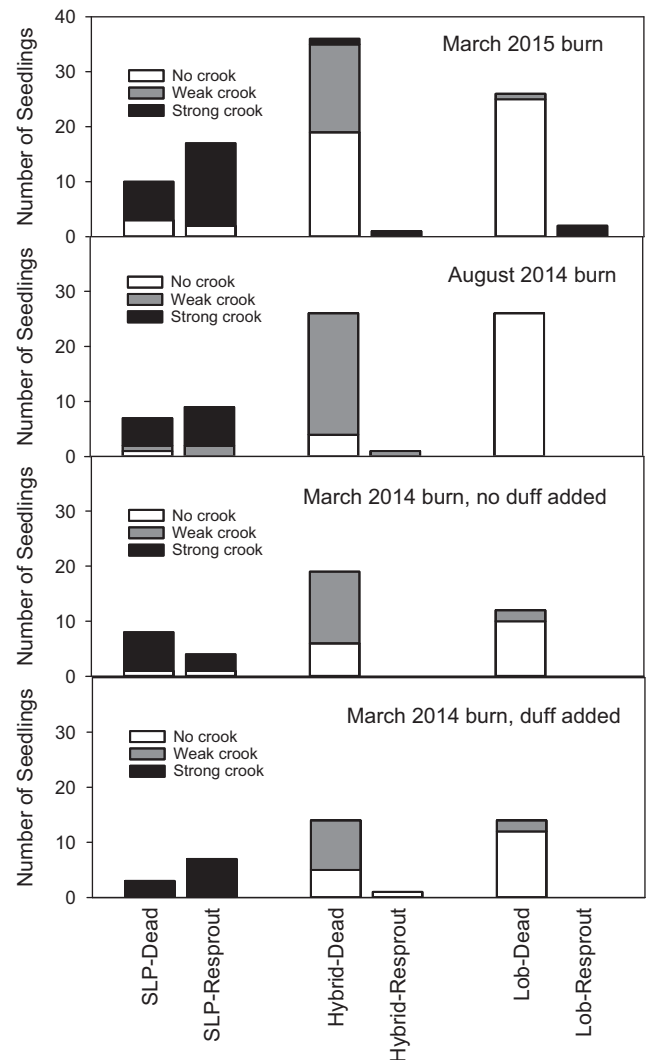 Number of Seedlings
40
30
20
10
0
March 2015 burn
No crook
Weak crook
Strong crook
Number of Seedlings
30
20
10
0
August 2014 burn
No crook
Weak crook
Strong crook
Number of Seedlings
30
20
10
0
March 2014 burn, no duff added
No crook
Weak crook
Strong crook
Number of Seedlings
30
20
10
0
March 2014 burn, duff added
No crook
Weak crook
Strong crook
SLP-Dead
SLP-Resprout
Hybrid-Dead
Hybrid-Resprout
Lob-Dead
Lob-Resprout